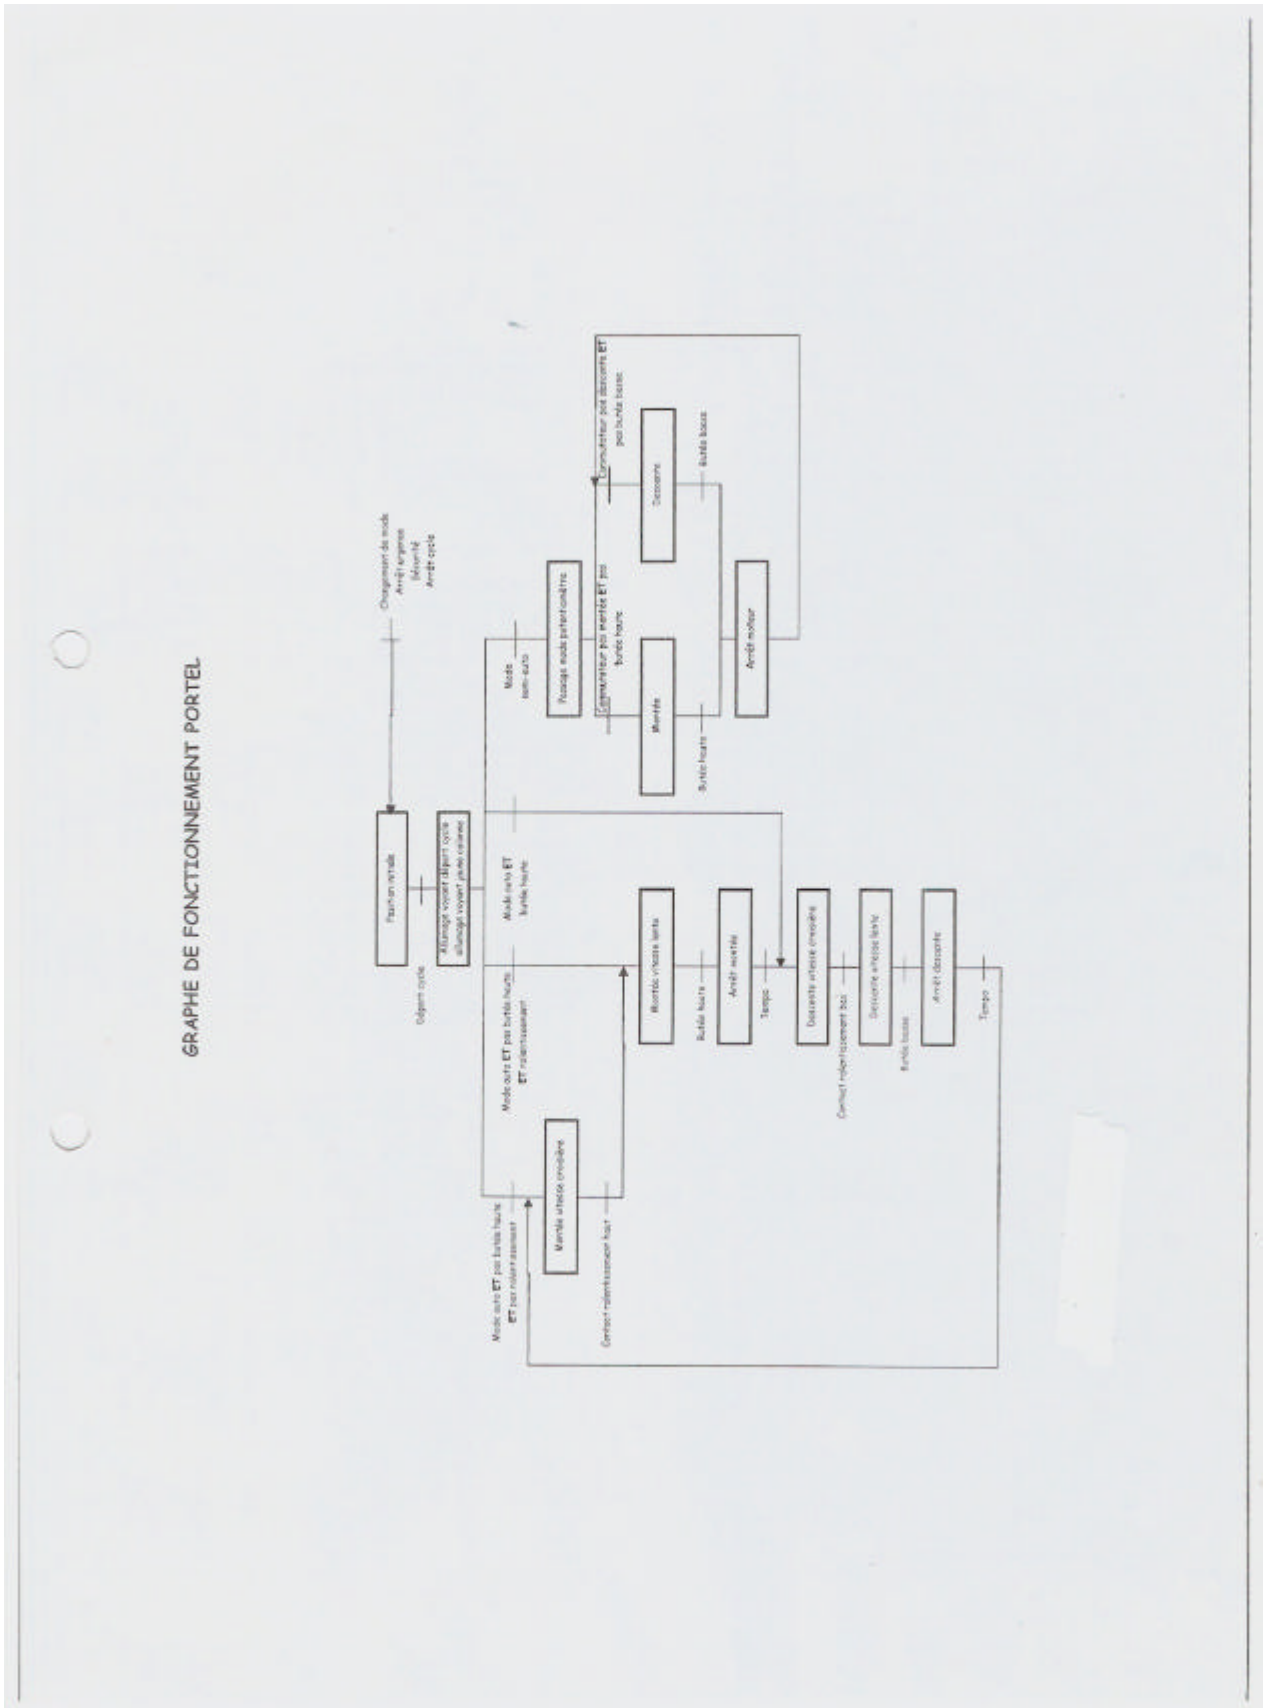 GRAPHE DE FONCTIONNEMENT PORTEL
Changement de mode
Arrêt urgence
Sécurité
Arrêt cycle
Position initiale
Départ cycle
Allumage voyant départ cycle
allumage voyant jaune colonne
Mode auto ET pas butée haute
ET pas ralentissement
Mode auto ET pas butée haute
ET ralentissement
Mode auto ET
butée haute
Mode
semi-auto
Montée vitesse croisière
Contact ralentissement haut
Passage mode potentiomètre
Commutateur pos montée ET pas
butée haute
Commutateur pos descente ET
pas butée basse
Montée vitesse lente
Montée
Descente
Butée haute
Butée haute
Butée basse
Arrêt montée
Arrêt moteur
Tempo
Descente vitesse croisière
Contact ralentissement bas
Descente vitesse lente
Butée basse
Arrêt descente
Tempo